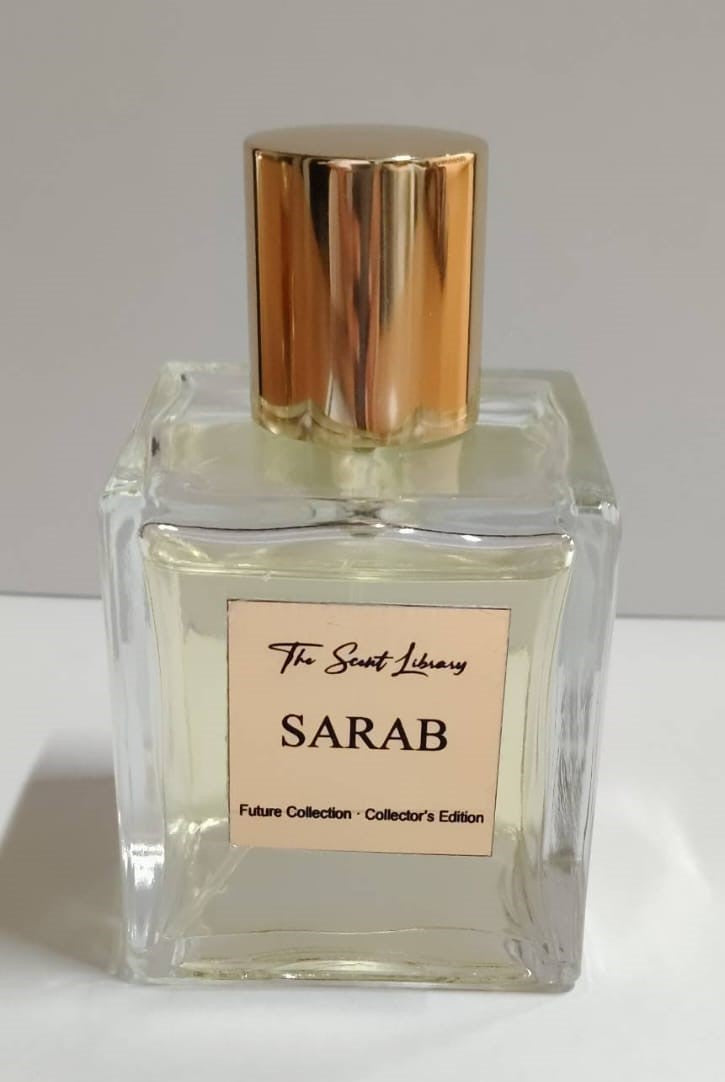 The Scent Library
SARAB
Future Collection · Collector's Edition